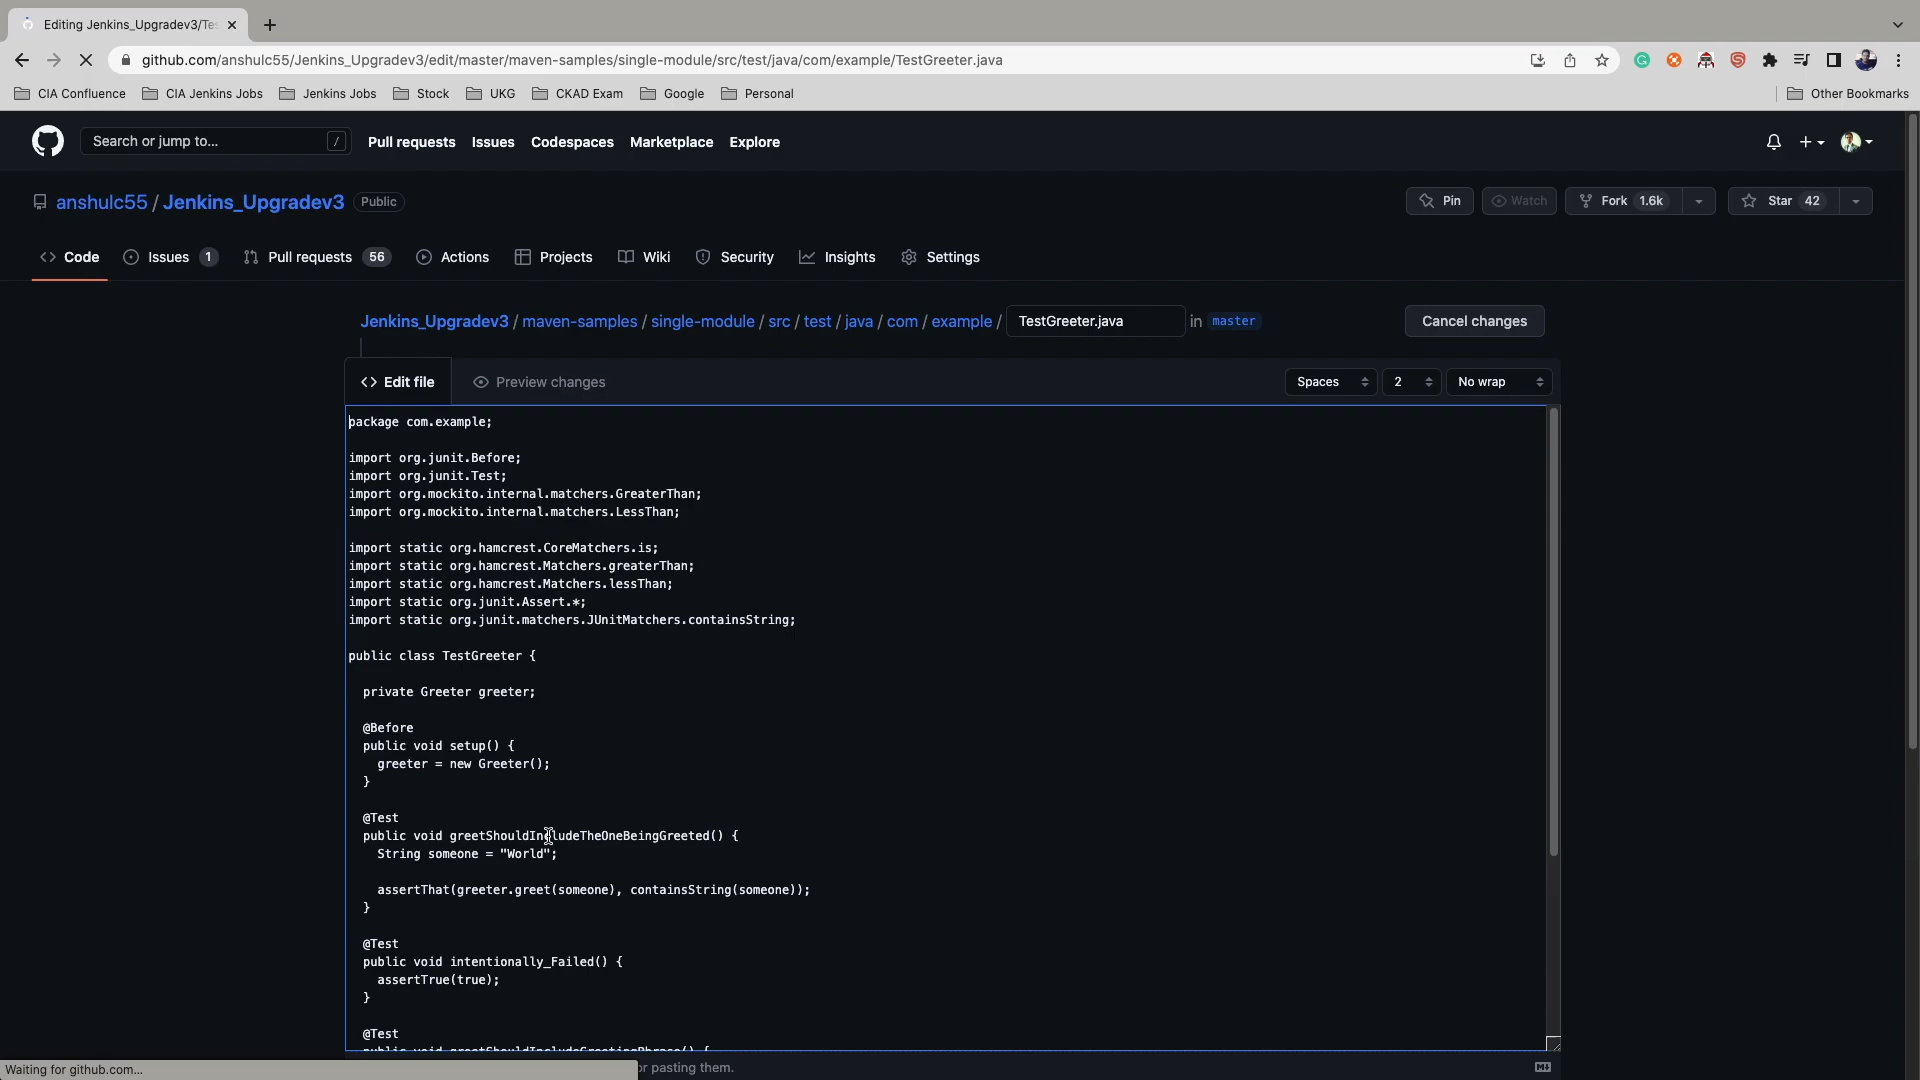 Editing Jenkins_Upgradev3/Tes
github.com/anshulc55/Jenkins_Upgradev3/edit/master/maven-samples/single-module/src/test/java/com/example/TestGreeter.java
CIA Confluence CIA Jenkins Jobs Jenkins Jobs Stock UKG CKAD Exam Google Personal Other Bookmarks
Search or jump to... / Pull requests Issues Codespaces Marketplace Explore
anshulc55 / Jenkins_Upgradev3 Public Pin Watch Fork 1.6k Star 42
Code Issues 1 Pull requests 56 Actions Projects Wiki Security Insights Settings
Jenkins_Upgradev3 / maven-samples / single-module / src / test / java / com / example / TestGreeter.java in master Cancel changes
Edit file Preview changes Spaces 2 No wrap
package com.example;
import org.junit.Before;
import org.junit.Test;
import org.mockito.internal.matchers.GreaterThan;
import org.mockito.internal.matchers.LessThan;
import static org.hamcrest.CoreMatchers.is;
import static org.hamcrest.Matchers.greaterThan;
import static org.hamcrest.Matchers.lessThan;
import static org.junit.Assert.*;
import static org.junit.matchers.JUnitMatchers.containsString;
public class TestGreeter {
private Greeter greeter;
@Before
public void setup() {
greeter = new Greeter();
}
@Test
public void greetShouldIncludeTheOneBeingGreeted() {
String someone = "World";
assertThat(greeter.greet(someone), containsString(someone));
}
@Test
public void intentionally_Failed() {
assertTrue(true);
}
@Test
public void greetShouldIncludeGreetingPhrase() {
Waiting for github.com... or pasting them.